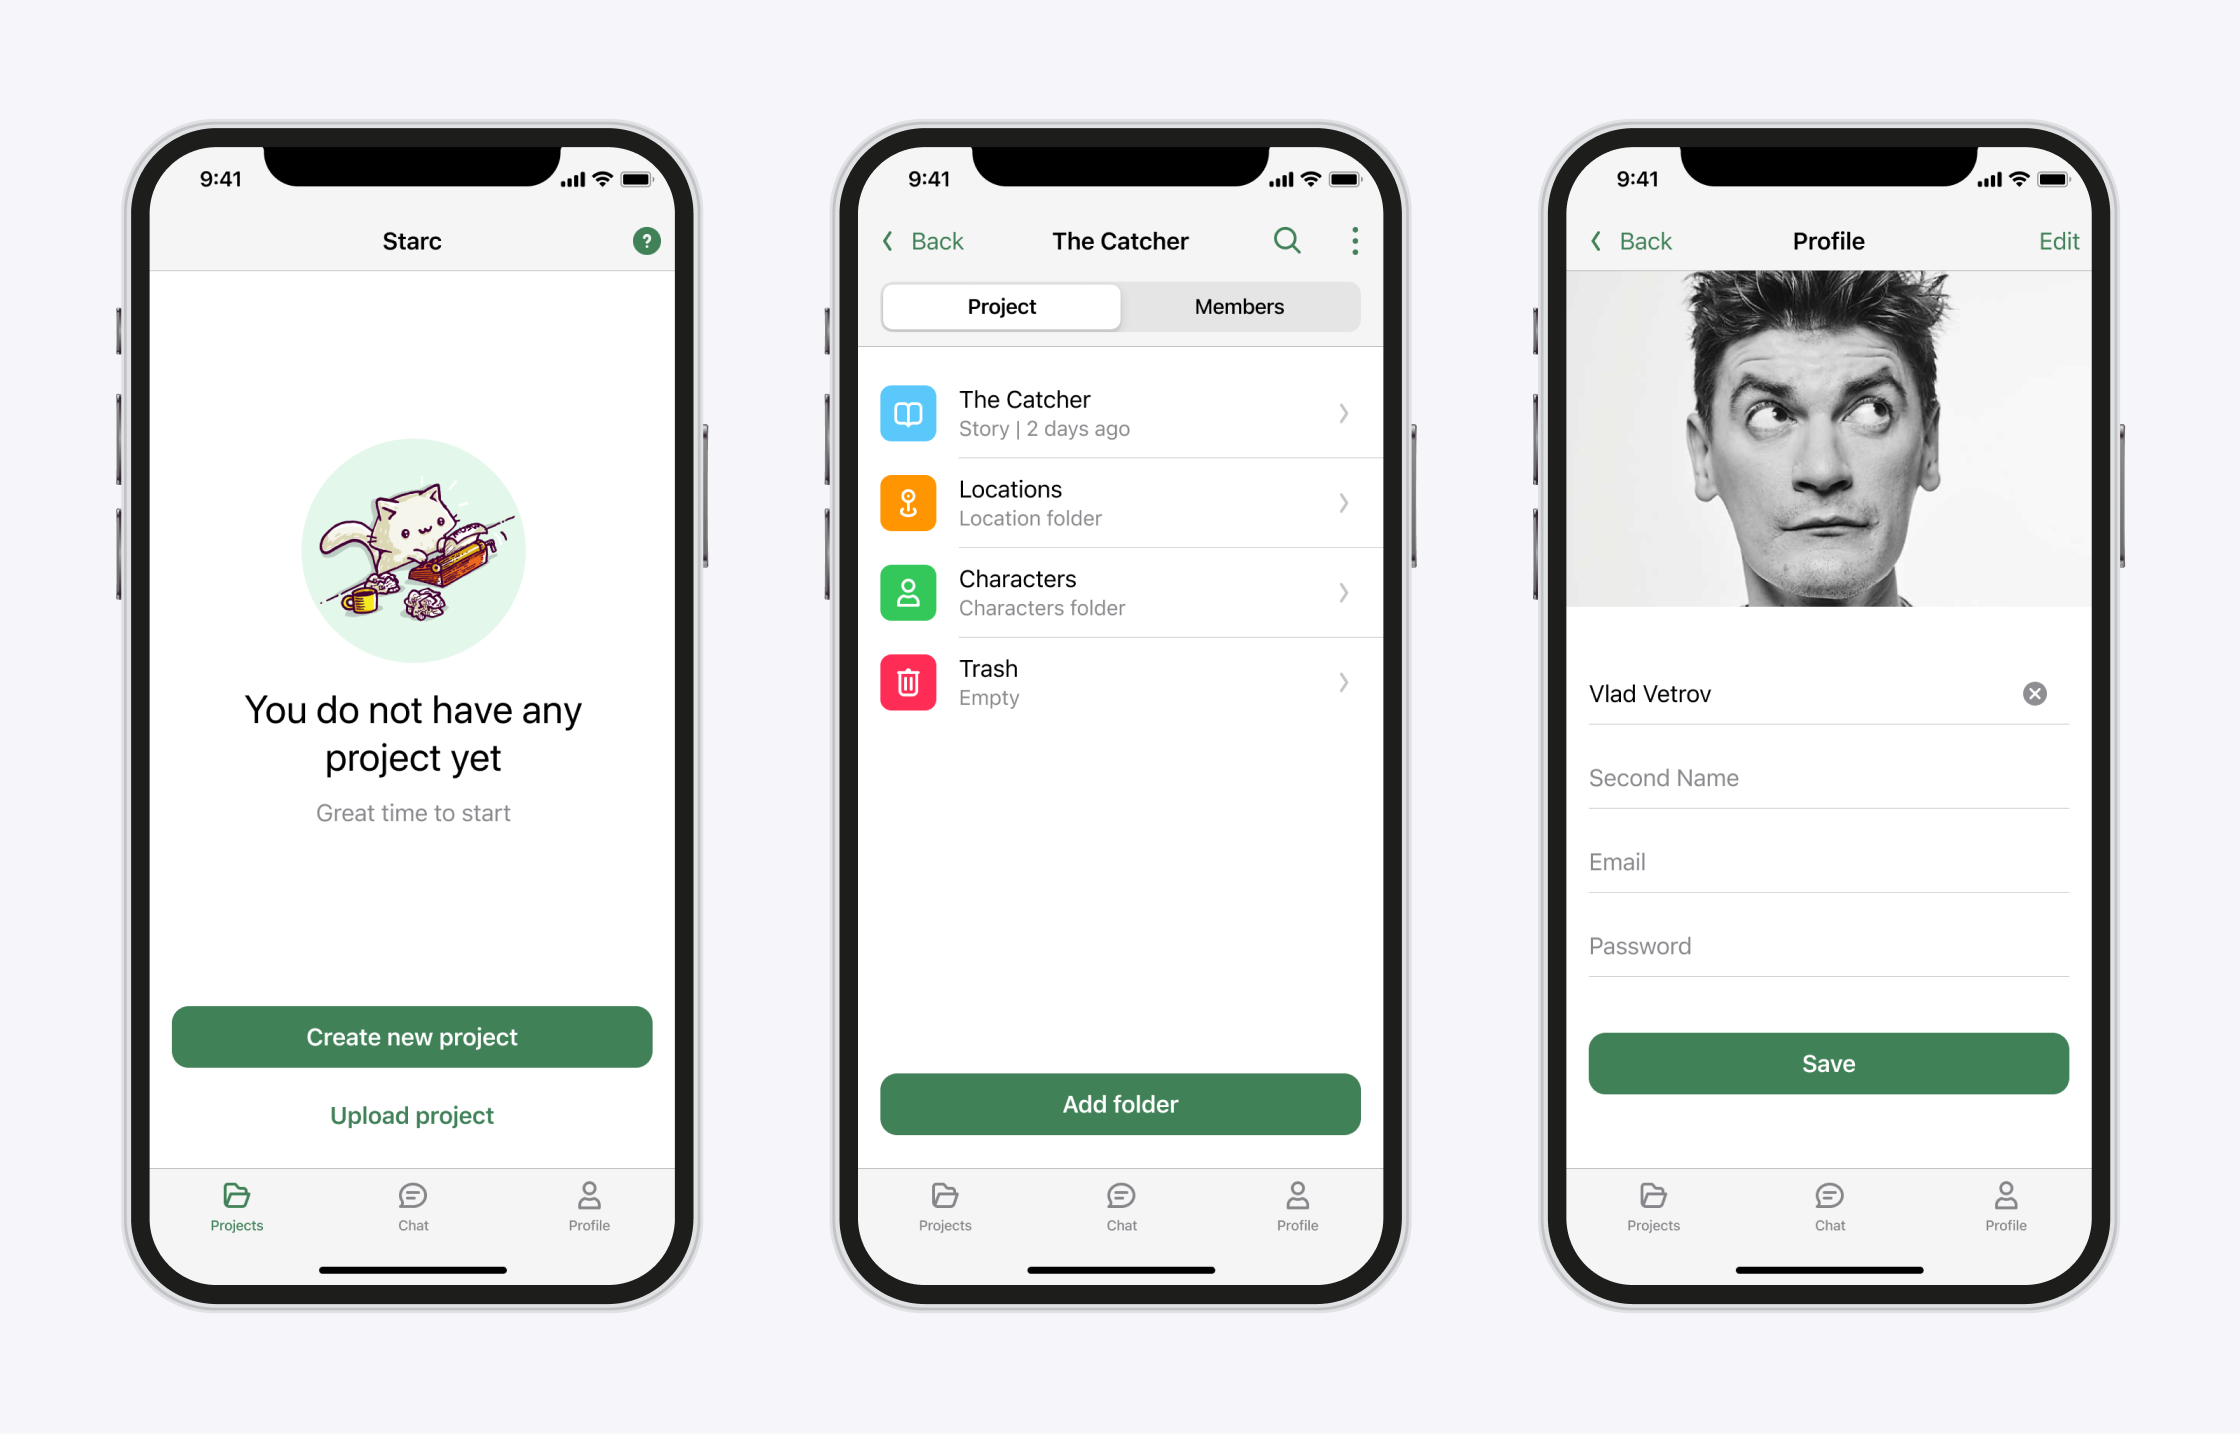 9:41
Starc
?
You do not have any
project yet
Great time to start
Create new project
Upload project
Projects
Chat
Profile
9:41
Back
The Catcher
Project
Members
The Catcher
Story | 2 days ago
Locations
Location folder
Characters
Characters folder
Trash
Empty
Add folder
Projects
Chat
Profile
9:41
Back
Profile
Edit
Vlad Vetrov
Second Name
Email
Password
Save
Projects
Chat
Profile